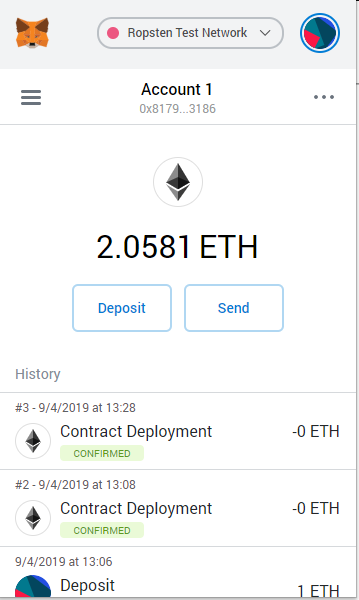 Ropsten Test Network
Account 1
0x8179...3186
2.0581 ETH
Deposit Send
History
#3 - 9/4/2019 at 13:28
Contract Deployment -0 ETH
CONFIRMED
#2 - 9/4/2019 at 13:08
Contract Deployment -0 ETH
CONFIRMED
9/4/2019 at 13:06
Deposit 1 ETH